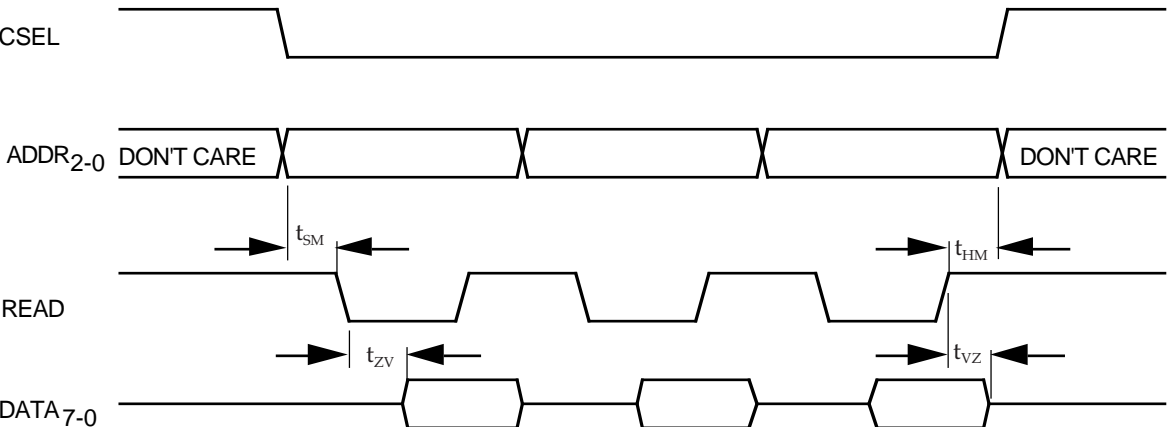 CSEL
ADDR2-0 DON'T CARE DON'T CARE
tSM tHM
READ
tZV tVZ
DATA7-0